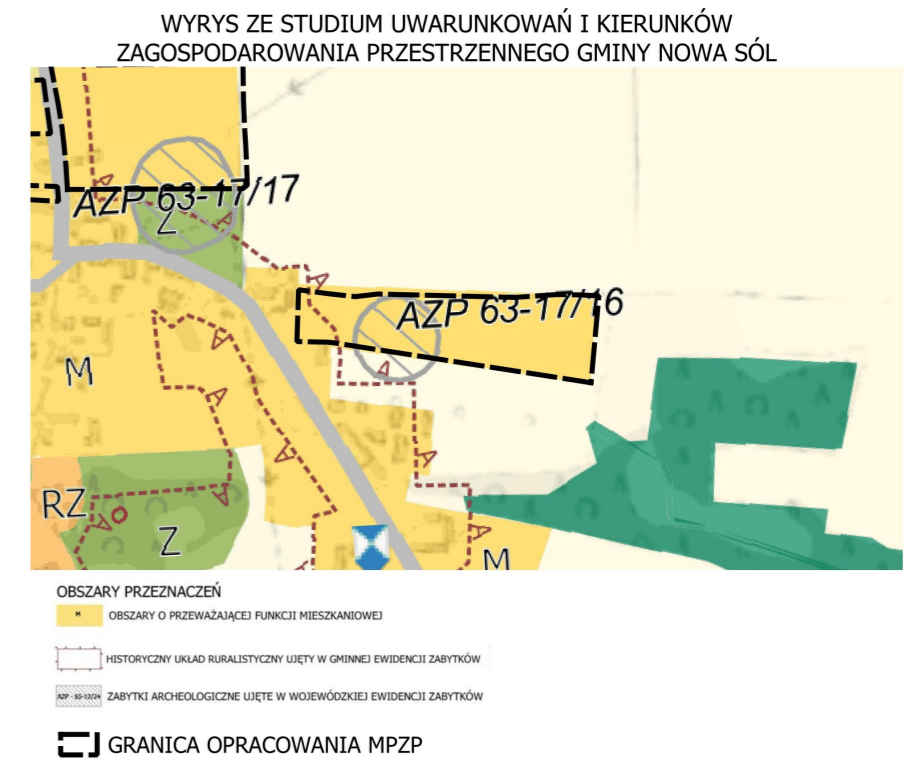 WYRYS ZE STUDIUM UWARUNKOWAŃ I KIERUNKÓW
ZAGOSPODAROWANIA PRZESTRZENNEGO GMINY NOWA SÓL
AZP 63-17/17
Z
AZP 63-17/16
M
RZ
Z
M
OBSZARY PRZEZNACZEŃ
M OBSZARY O PRZEWAŻAJĄCEJ FUNKCJI MIESZKANIOWEJ
HISTORYCZNY UKŁAD RURALISTYCZNY UJĘTY W GMINNEJ EWIDENCJI ZABYTKÓW
AZP - 65-12/24 ZABYTKI ARCHEOLOGICZNE UJĘTE W WOJEWÓDZKIEJ EWIDENCJI ZABYTKÓW
GRANICA OPRACOWANIA MPZP